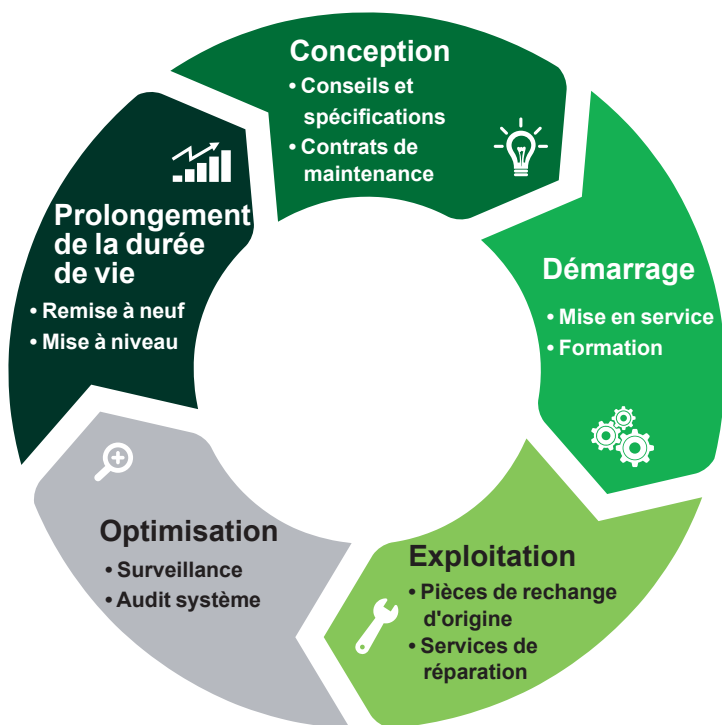 Conception
• Conseils et
spécifications
• Contrats de
maintenance
Démarrage
• Mise en service
• Formation
Exploitation
• Pièces de rechange
d'origine
• Services de
réparation
Optimisation
• Surveillance
• Audit système
Prolongement
de la durée
de vie
• Remise à neuf
• Mise à niveau